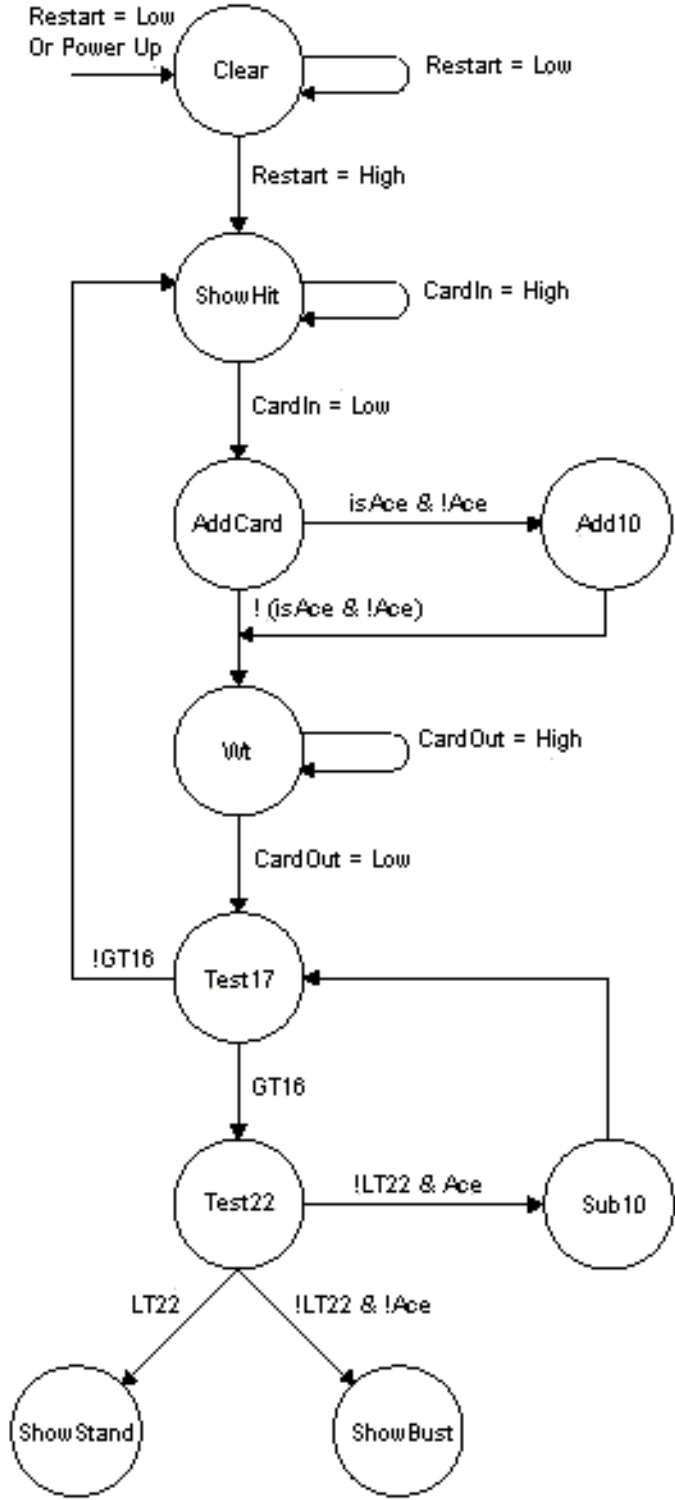 Restart = Low
Or Power Up
Clear
Restart = Low
Restart = High
ShowHit
CardIn = High
CardIn = Low
AddCard
isAce & !Ace
Add10
! (isAce & !Ace)
Wt
CardOut = High
CardOut = Low
!GT16
Test17
GT16
Test22
!LT22 & Ace
Sub10
LT22
!LT22 & !Ace
ShowStand
ShowBust